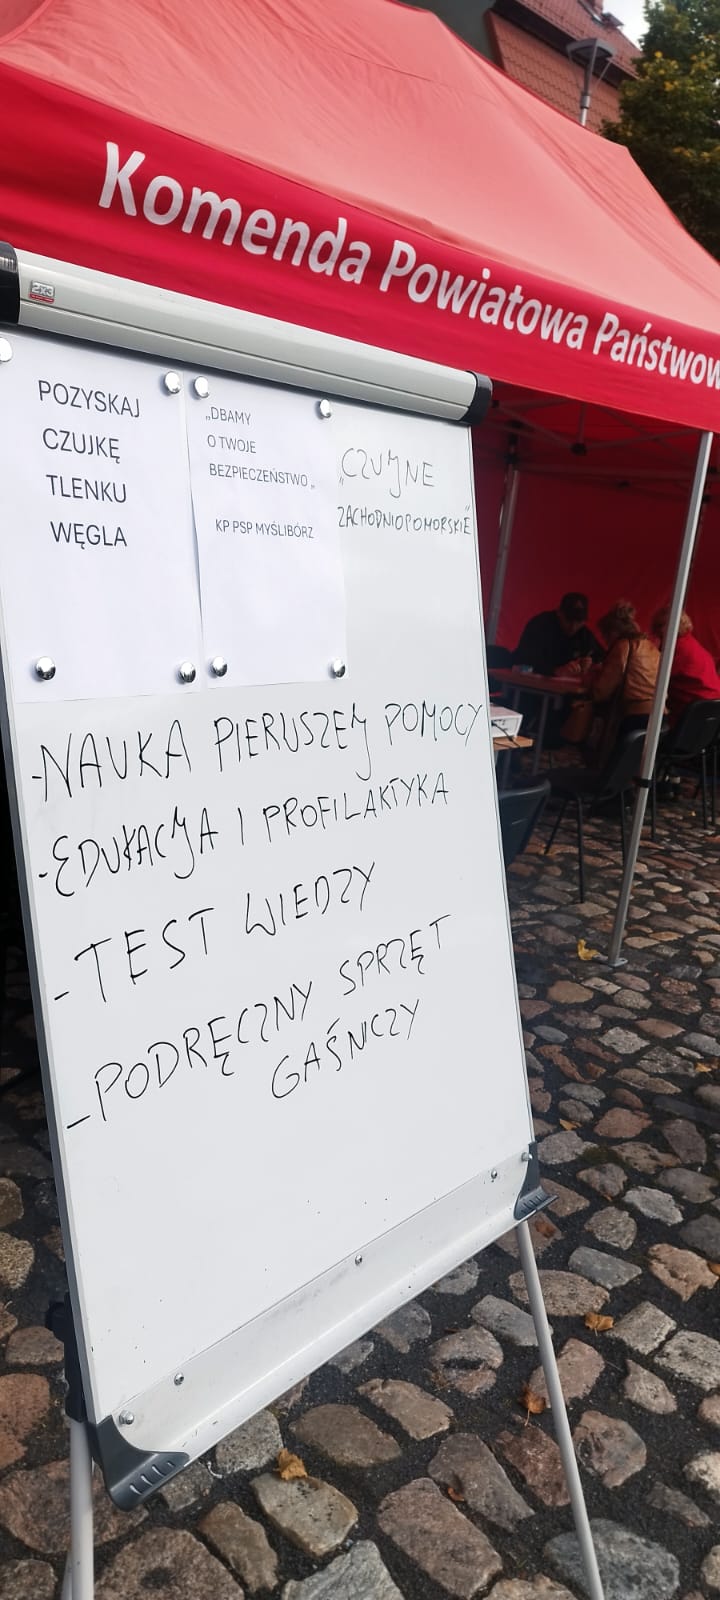 Komenda Powiatowa Państwow
2x3
POZYSKAJ
CZUJKĘ
TLENKU
WĘGLA
„DBAMY
O TWOJE
BEZPIECZEŃSTWO„
KP PSP MYŚLIBÓRZ
„CZUJNE
ZACHODNIOPOMORSKIE"
-NAUKA PIERWSZEJ POMOCY
-EDUKACJA I PROFILAKTYKA
-TEST WIEDZY
-PODRĘCZNY SPRZĘT
GAŚNICZY